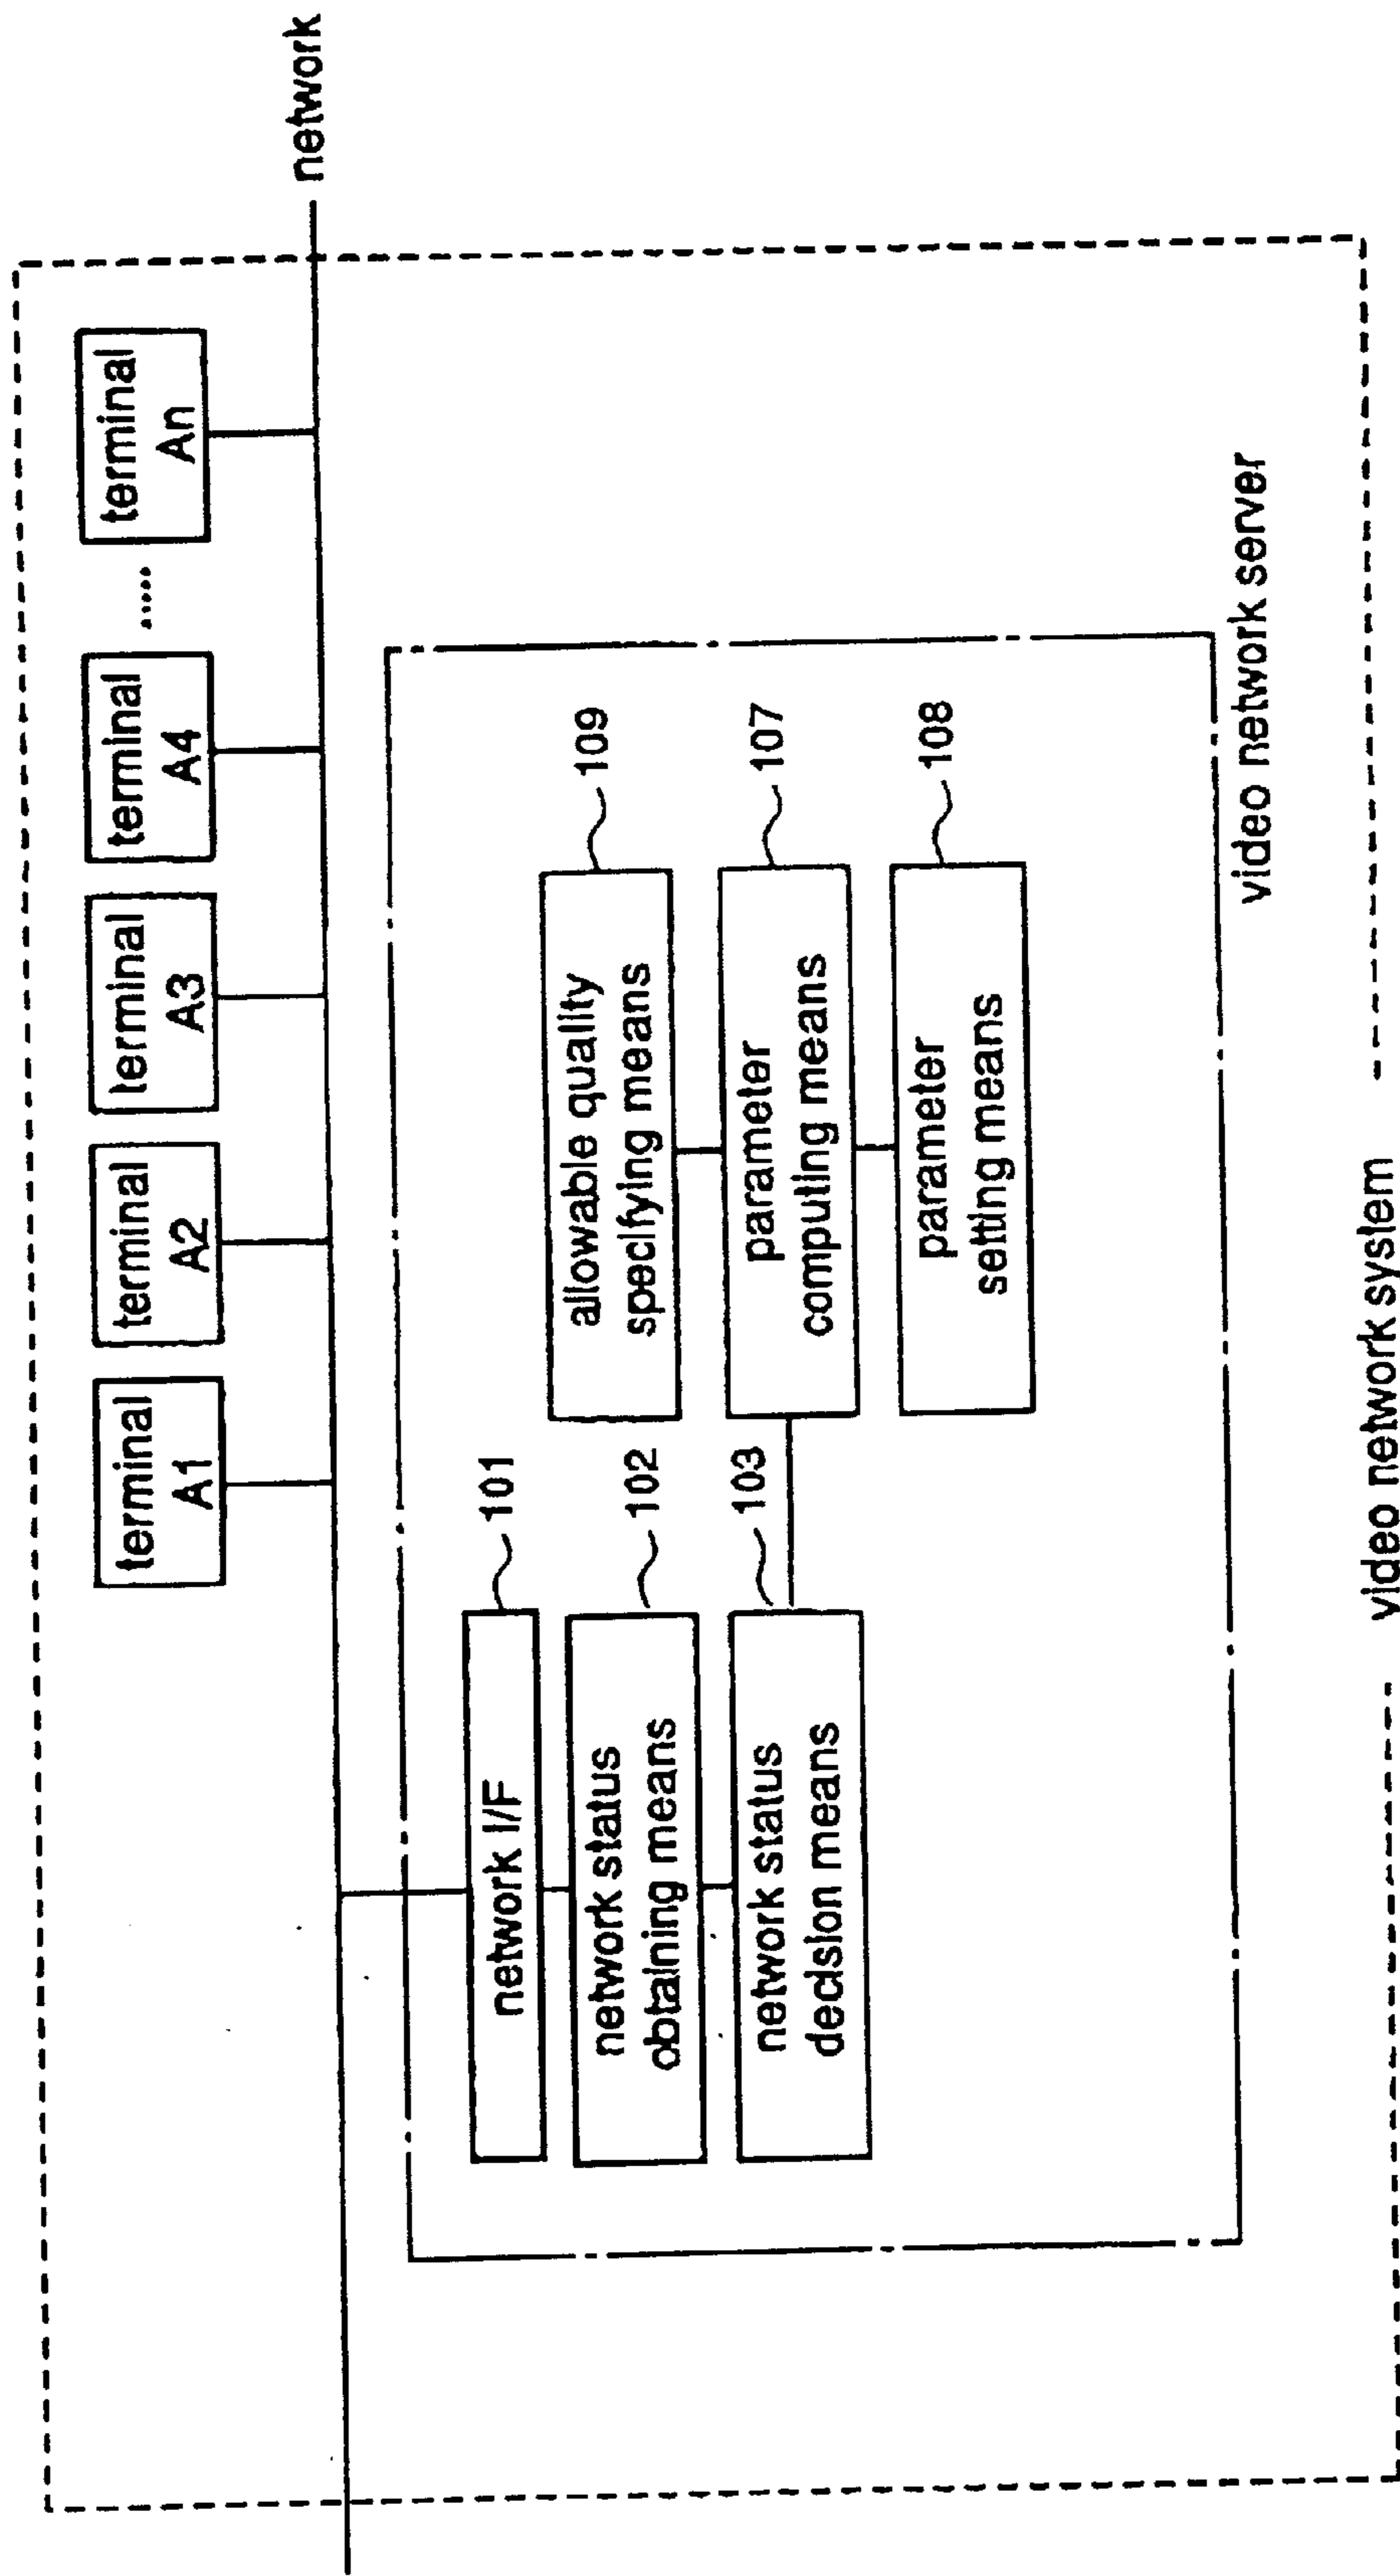 terminal
A1
terminal
A2
terminal
A3
terminal
A4
.....
terminal
An
network
101
network I/F
102
network status
obtaining means
103
network status
decision means
109
allowable quality
specifying means
107
parameter
computing means
108
parameter
setting means
video network server
video network system